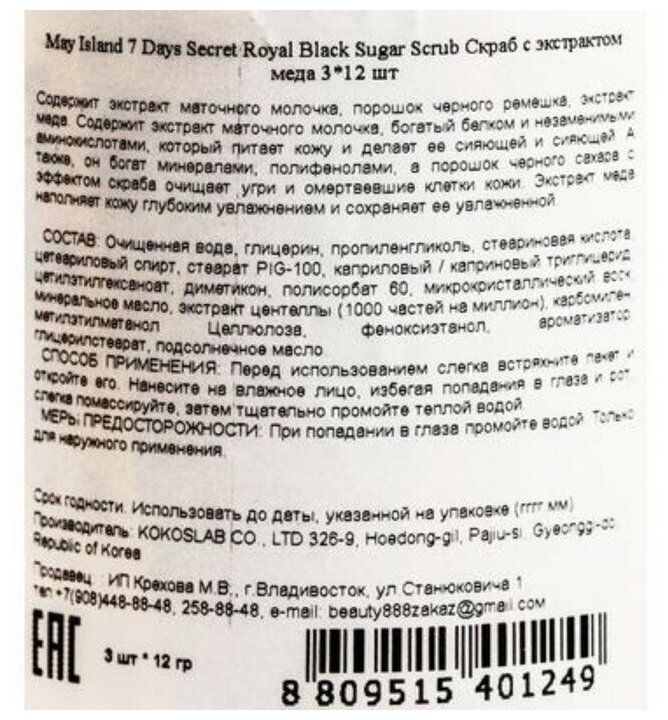 May Island 7 Days Secret Royal Black Sugar Scrub Скраб с экстрактом
меда 3*12 шт
Содержит экстракт маточного молочка, порошок черного ремешка, экстракт
меда. Содержит экстракт маточного молочка, богатый белком и незаменимыми
аминокислотами, который питает кожу и делает ее сияющей и сияющей. А
также, он богат минералами, полифенолами, а порошок черного сахара с
эффектом скраба очищает угри и омертвевшие клетки кожи. Экстракт меда
наполняет кожу глубоким увлажнением и сохраняет ее увлажненной.
СОСТАВ: Очищенная вода, глицерин, пропиленгликоль, стеариновая кислота
цетеариловый спирт, стеарат PIG-100, каприловый / каприновый триглицерид
цетилэтилгексаноат, диметикон, полисорбат 60, микрокристаллический воск
минеральное масло, экстракт центеллы (1000 частей на миллион), карбомилен
метилэтилметанол Целлюлоза, феноксиэтанол, ароматизатор
глицерилстеарат, подсолнечное масло
СПОСОБ ПРИМЕНЕНИЯ: Перед использованием слегка встряхните пакет и
откройте его. Нанесите на влажное лицо, избегая попадания в глаза и рот,
слегка помассируйте, затем тщательно промойте теплой водой
МЕРЫ ПРЕДОСТОРОЖНОСТИ: При попадании в глаза промойте водой. Только
для наружного применения.
Срок годности: Использовать до даты, указанной на упаковке (гггг мм)
Производитель: KOKOSLAB CO., LTD 326-9, Hoedong-gil, Pajiu-si, Gyeongg-do
Republic of Korea
Продавец: ИП Крехова М.В., г.Владивосток, ул Станюковича 1
Тел +7(908)448-88-48, 258-88-48, e-mail: beauty888zakaz@gmail.com
EAC 3 шт * 12 гр
8 809515 401249